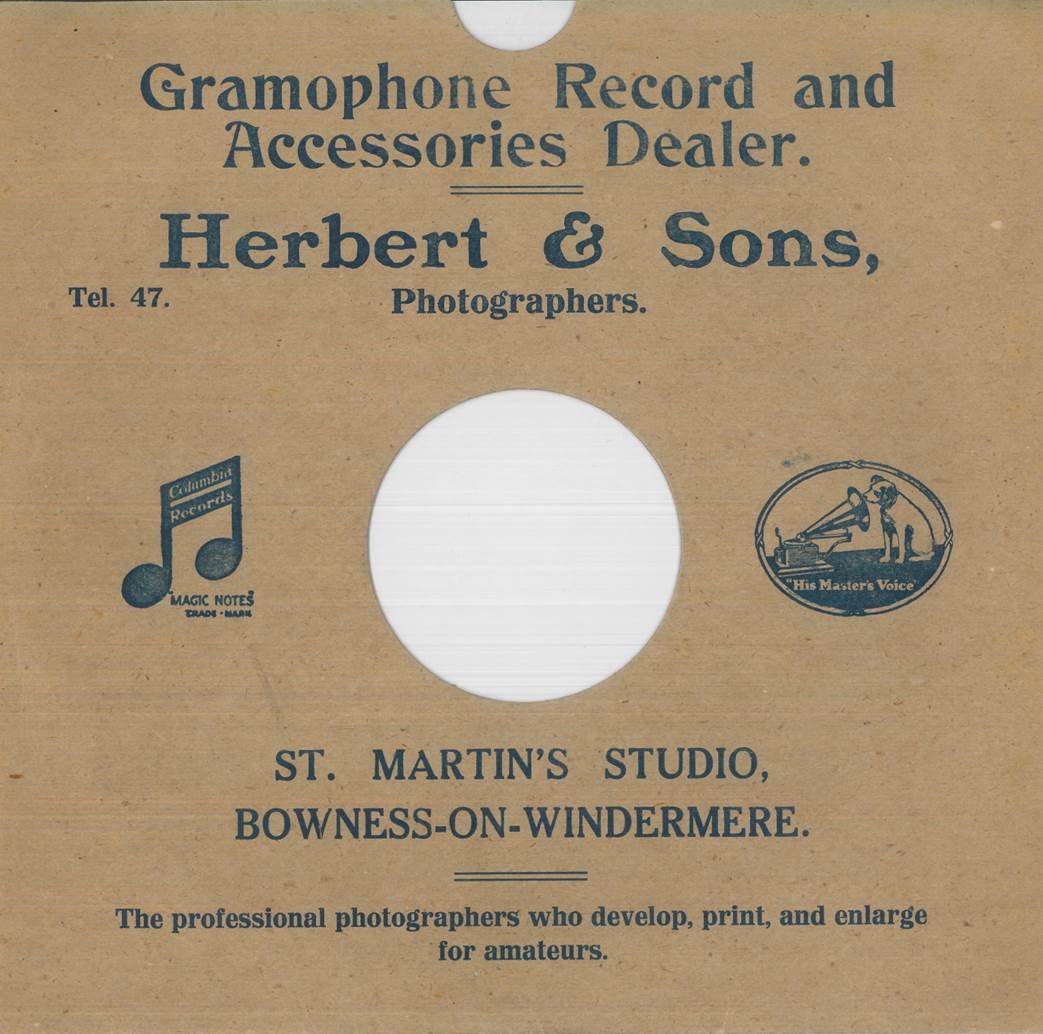 Gramophone Record and
Accessories Dealer.
Herbert & Sons,
Tel. 47.
Photographers.
Columbia
Records
"MAGIC NOTES"
TRADE - MARK
"His Master's Voice"
ST. MARTIN'S STUDIO,
BOWNESS-ON-WINDERMERE.
The professional photographers who develop, print, and enlarge
for amateurs.